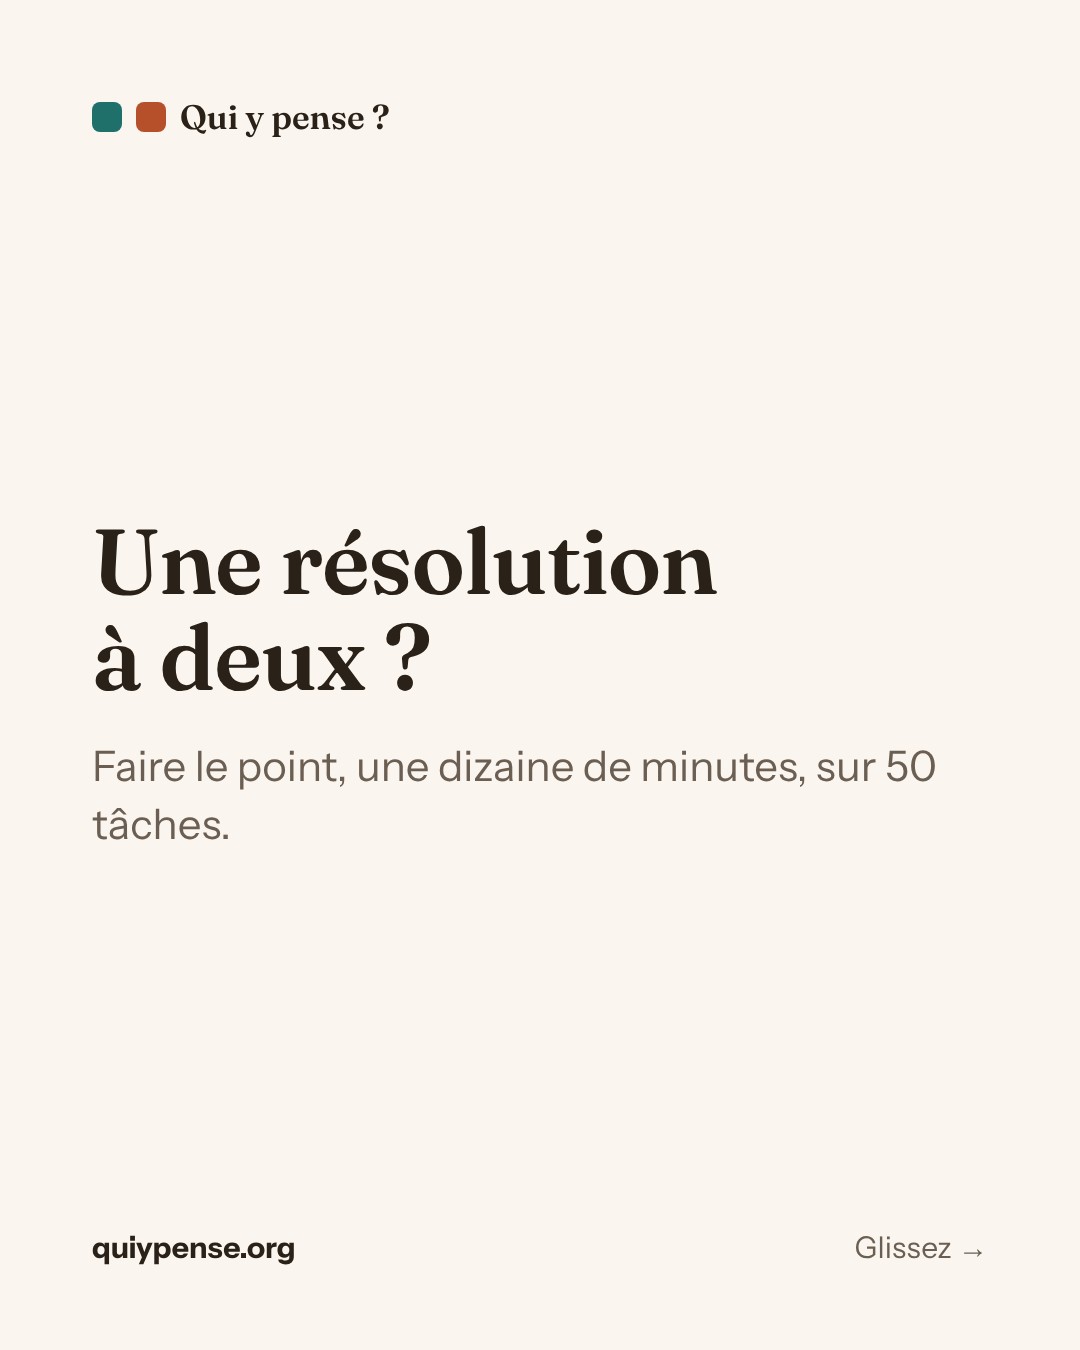 Qui y pense ?
Une résolution
à deux ?
Faire le point, une dizaine de minutes, sur 50
tâches.
quiypense.org
Glissez →